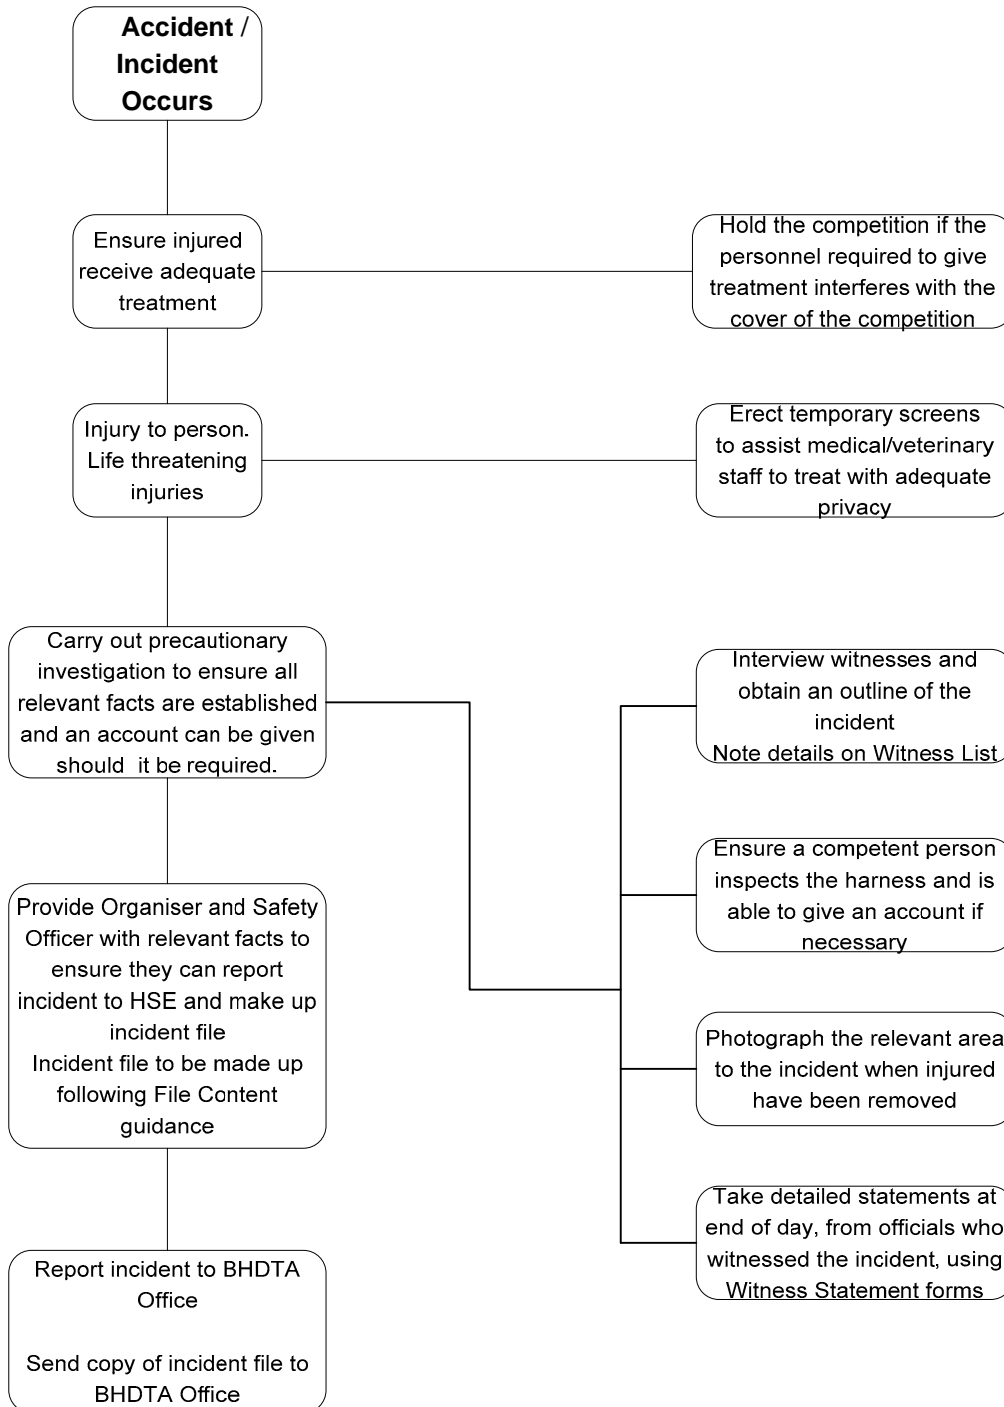 Accident /
Incident
Occurs
Ensure injured
receive adequate
treatment
Hold the competition if the
personnel required to give
treatment interferes with the
cover of the competition
Injury to person.
Life threatening
injuries
Erect temporary screens
to assist medical/veterinary
staff to treat with adequate
privacy
Carry out precautionary
investigation to ensure all
relevant facts are established
and an account can be given
should it be required.
Interview witnesses and
obtain an outline of the
incident
Note details on Witness List
Ensure a competent person
inspects the harness and is
able to give an account if
necessary
Photograph the relevant area
to the incident when injured
have been removed
Take detailed statements at
end of day, from officials who
witnessed the incident, using
Witness Statement forms
Provide Organiser and Safety
Officer with relevant facts to
ensure they can report
incident to HSE and make up
incident file
Incident file to be made up
following File Content
guidance
Report incident to BHDTA
Office
Send copy of incident file to
BHDTA Office